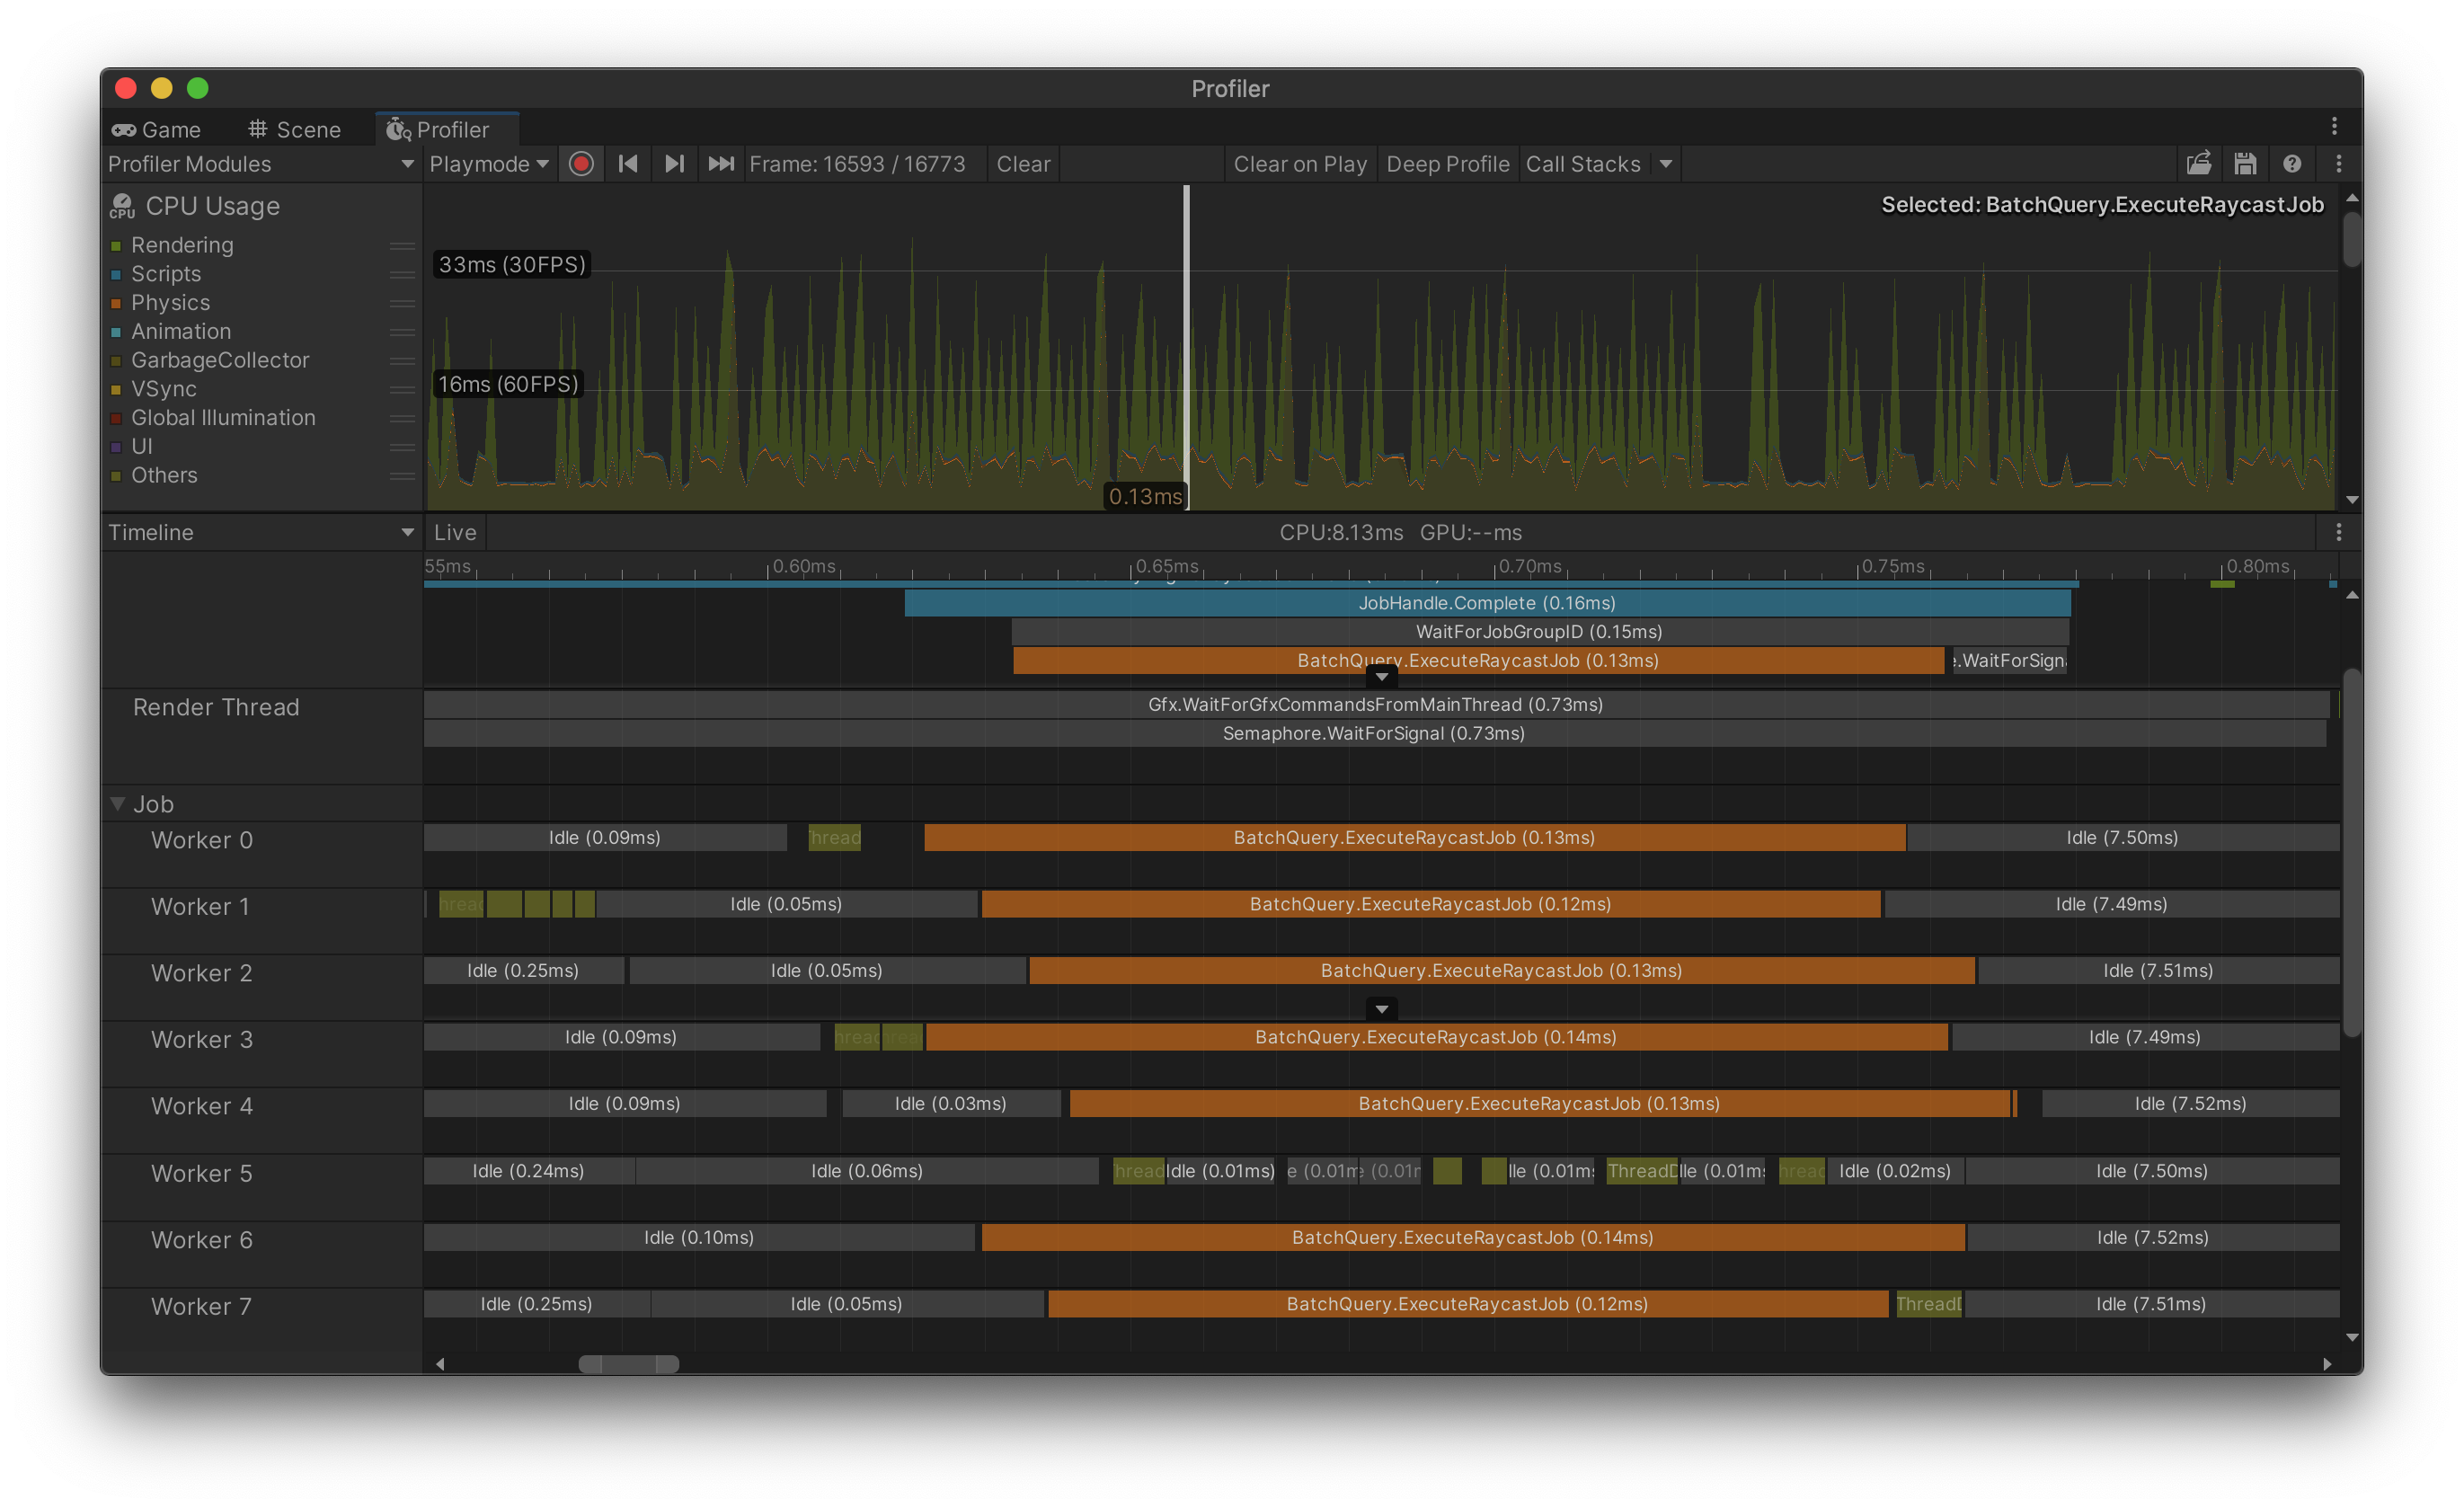 Profiler
Game Scene Profiler
Profiler Modules Playmode Frame: 16593 / 16773 Clear Clear on Play Deep Profile Call Stacks
CPU CPU Usage
Selected: BatchQuery.ExecuteRaycastJob
Rendering
Scripts
Physics
Animation
GarbageCollector
VSync
Global Illumination
UI
Others
33ms (30FPS)
16ms (60FPS)
0.13ms
Timeline Live CPU:8.13ms GPU:--ms
55ms 0.60ms 0.65ms 0.70ms 0.75ms 0.80ms
JobHandle.Complete (0.16ms)
WaitForJobGroupID (0.15ms)
BatchQuery.ExecuteRaycastJob (0.13ms) .WaitForSign
Render Thread Gfx.WaitForGfxCommandsFromMainThread (0.73ms)
Semaphore.WaitForSignal (0.73ms)
Job
Worker 0 Idle (0.09ms) hread BatchQuery.ExecuteRaycastJob (0.13ms) Idle (7.50ms)
Worker 1 hread Idle (0.05ms) BatchQuery.ExecuteRaycastJob (0.12ms) Idle (7.49ms)
Worker 2 Idle (0.25ms) Idle (0.05ms) BatchQuery.ExecuteRaycastJob (0.13ms) Idle (7.51ms)
Worker 3 Idle (0.09ms) hread BatchQuery.ExecuteRaycastJob (0.14ms) Idle (7.49ms)
Worker 4 Idle (0.09ms) Idle (0.03ms) BatchQuery.ExecuteRaycastJob (0.13ms) Idle (7.52ms)
Worker 5 Idle (0.24ms) Idle (0.06ms) hread Idle (0.01ms) e (0.01m (0.01 lle (0.01m ThreadD lle (0.01m hread Idle (0.02ms) Idle (7.50ms)
Worker 6 Idle (0.10ms) BatchQuery.ExecuteRaycastJob (0.14ms) Idle (7.52ms)
Worker 7 Idle (0.25ms) Idle (0.05ms) BatchQuery.ExecuteRaycastJob (0.12ms) ThreadD Idle (7.51ms)